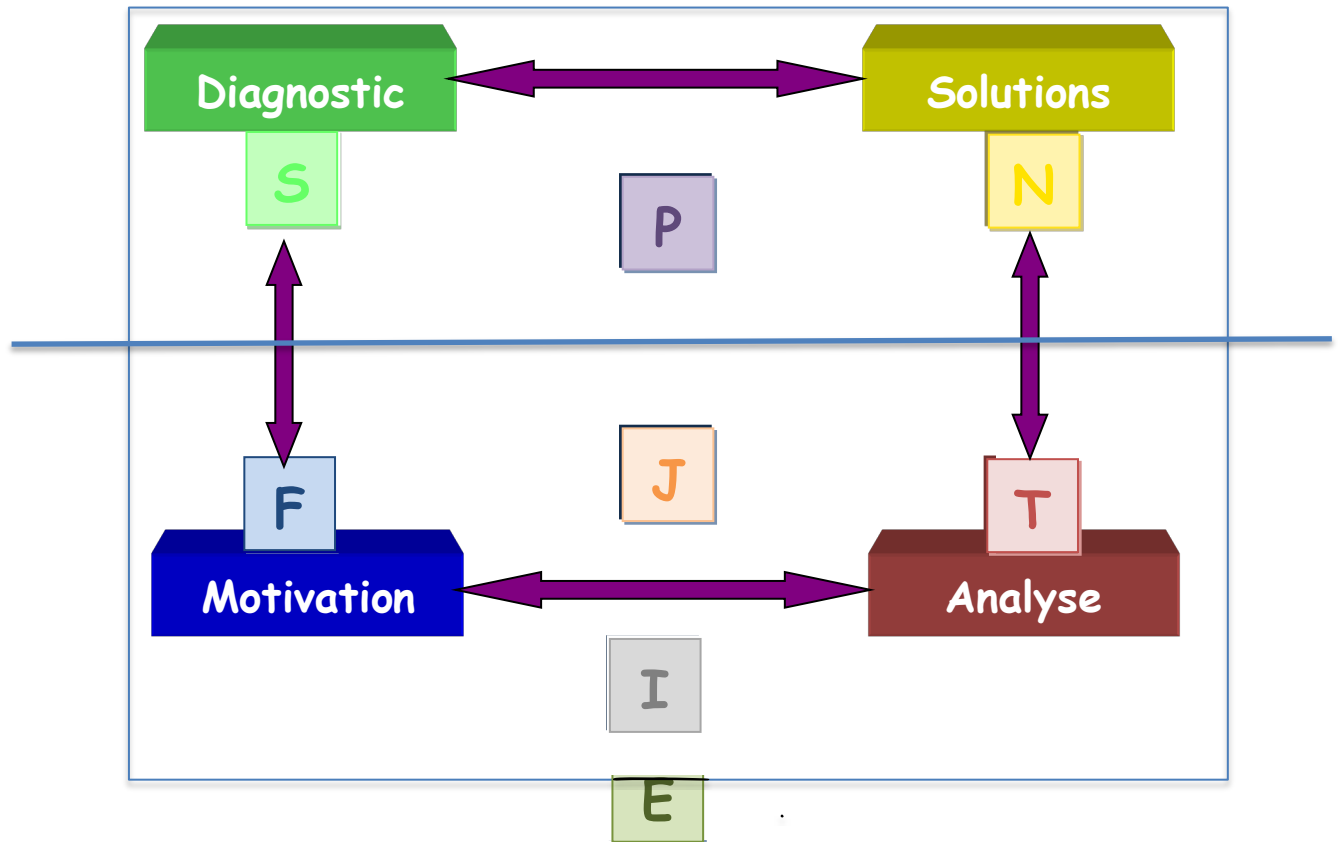 Diagnostic
Solutions
S
N
P
J
F
T
Motivation
Analyse
I
E
.